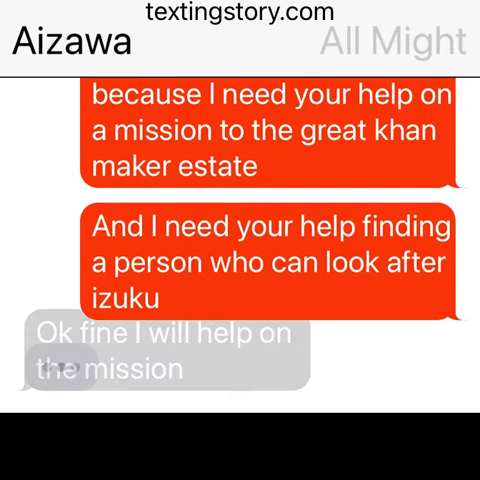 textingstory.com
Aizawa
All Might
because I need your help on
a mission to the great khan
maker estate
And I need your help finding
a person who can look after
izuku
Ok fine I will help on
the mission